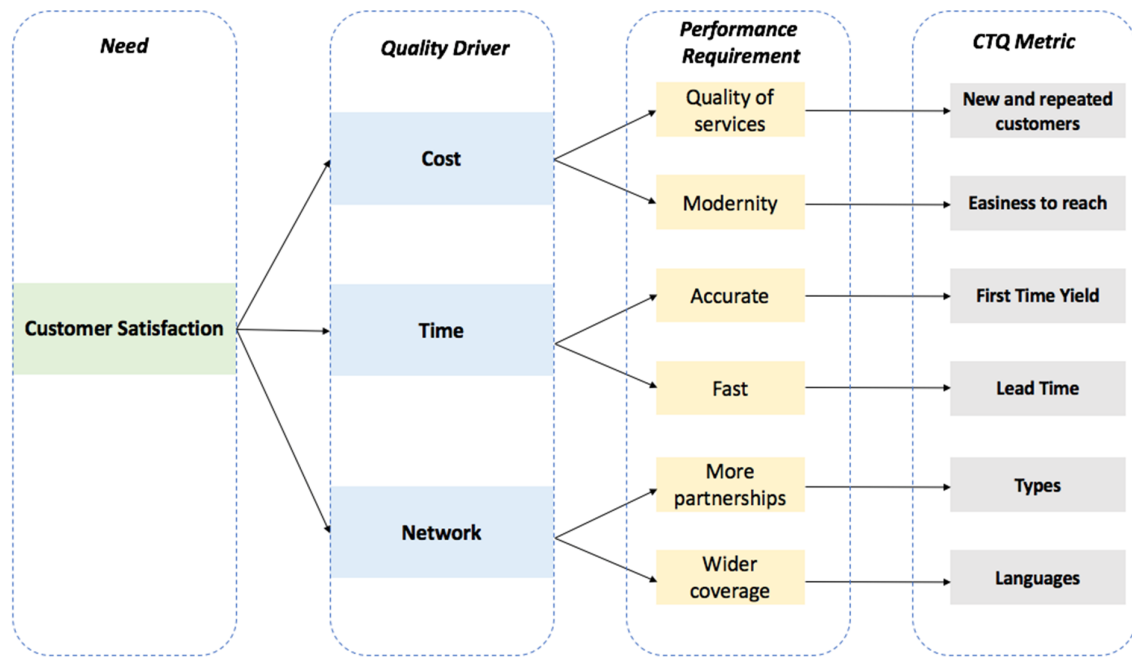 Need
Quality Driver
Performance
Requirement
CTQ Metric
Customer Satisfaction
Cost
Time
Network
Quality of
services
Modernity
Accurate
Fast
More
partnerships
Wider
coverage
New and repeated
customers
Easiness to reach
First Time Yield
Lead Time
Types
Languages